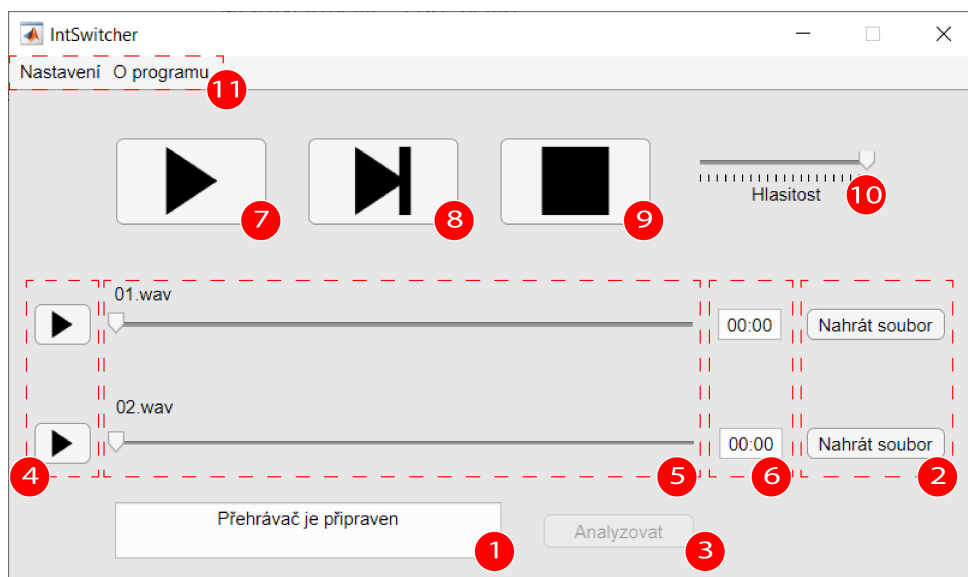 IntSwitcher
Nastavení O programu
11
7
8
9
Hlasitost
10
01.wav
00:00
Nahrát soubor
02.wav
00:00
Nahrát soubor
4
5
6
2
Přehrávač je připraven
1
Analyzovat
3